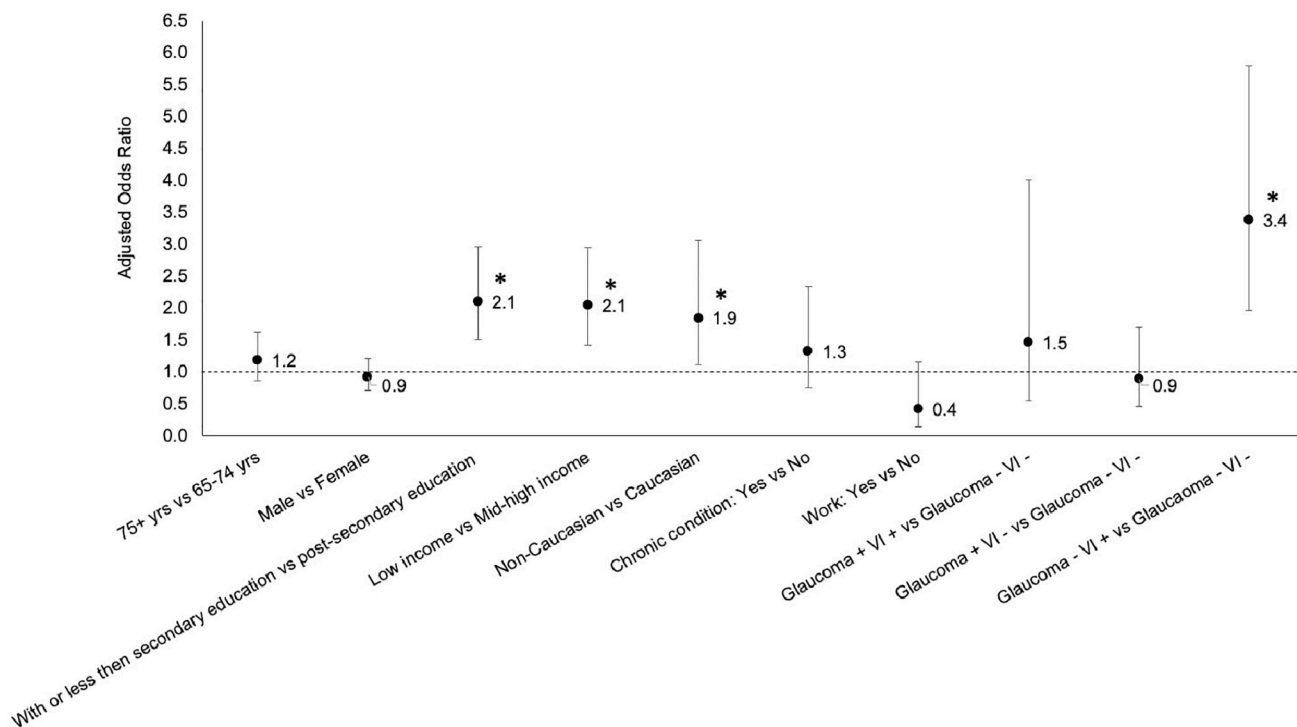 6.5
6.0
5.5
5.0
4.5
4.0
3.5
3.0
2.5
2.0
1.5
1.0
0.5
0.0
Adjusted Odds Ratio
1.2
0.9
* 2.1
* 2.1
* 1.9
1.3
0.4
1.5
0.9
* 3.4
75+ yrs vs 65-74 yrs
Male vs Female
With or less then secondary education vs post-secondary education
Low income vs Mid-high income
Non-Caucasian vs Caucasian
Chronic condition: Yes vs No
Work: Yes vs No
Glaucoma + VI + vs Glaucoma - VI -
Glaucoma + VI - vs Glaucoma - VI -
Glaucoma - VI + vs Glaucaoma - VI -